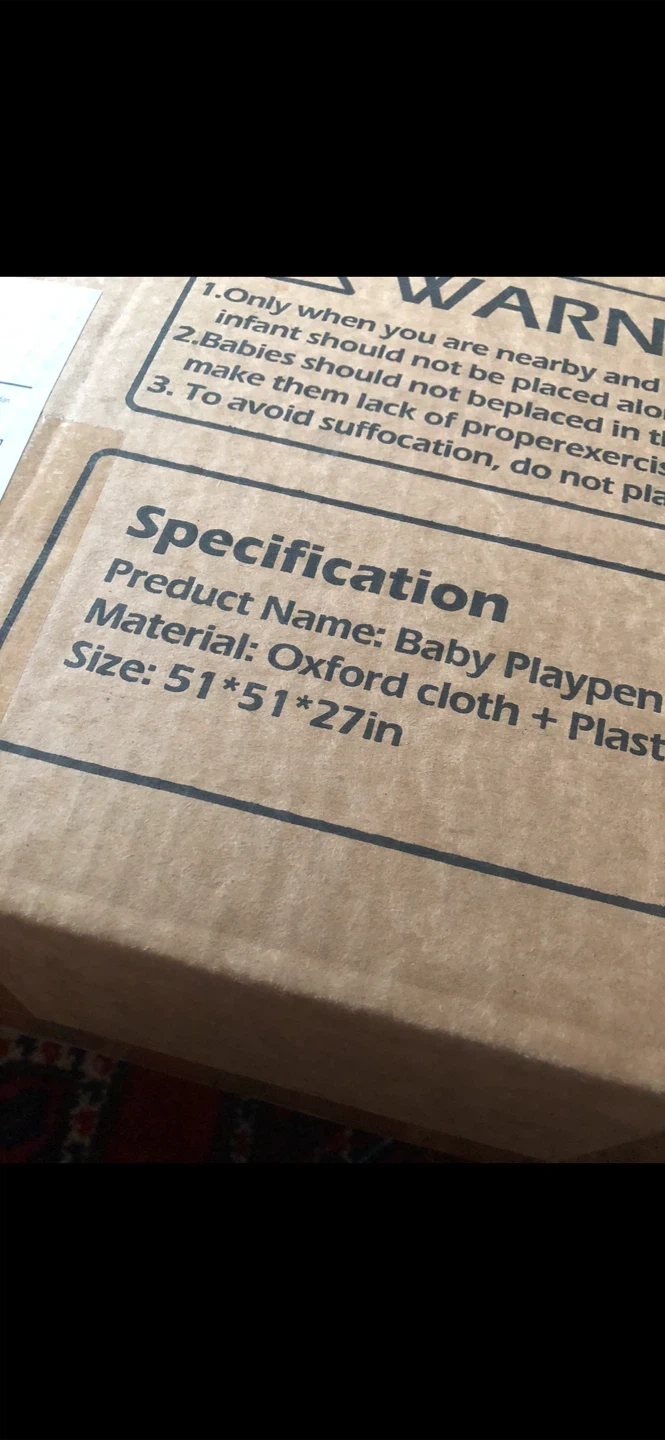 WARN
1.Only when you are nearby and
infant should not be placed alo
2.Babies should not beplaced in th
make them lack of properexercis
3. To avoid suffocation, do not pla
Specification
Preduct Name: Baby Playpen
Material: Oxford cloth + Plast
Size: 51*51*27in